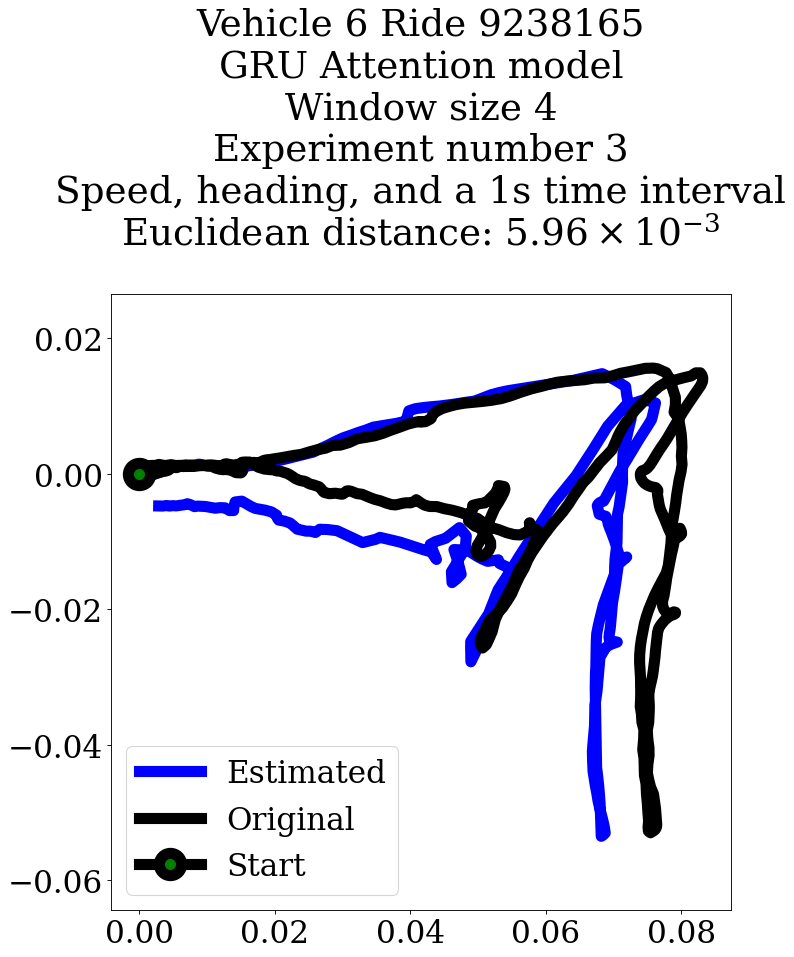 Vehicle 6 Ride 9238165
GRU Attention model
Window size 4
Experiment number 3
Speed, heading, and a 1s time interval
Euclidean distance: 5.96 × 10⁻³
0.02
0.00
−0.02
−0.04
−0.06
Estimated
Original
Start
0.00 0.02 0.04 0.06 0.08